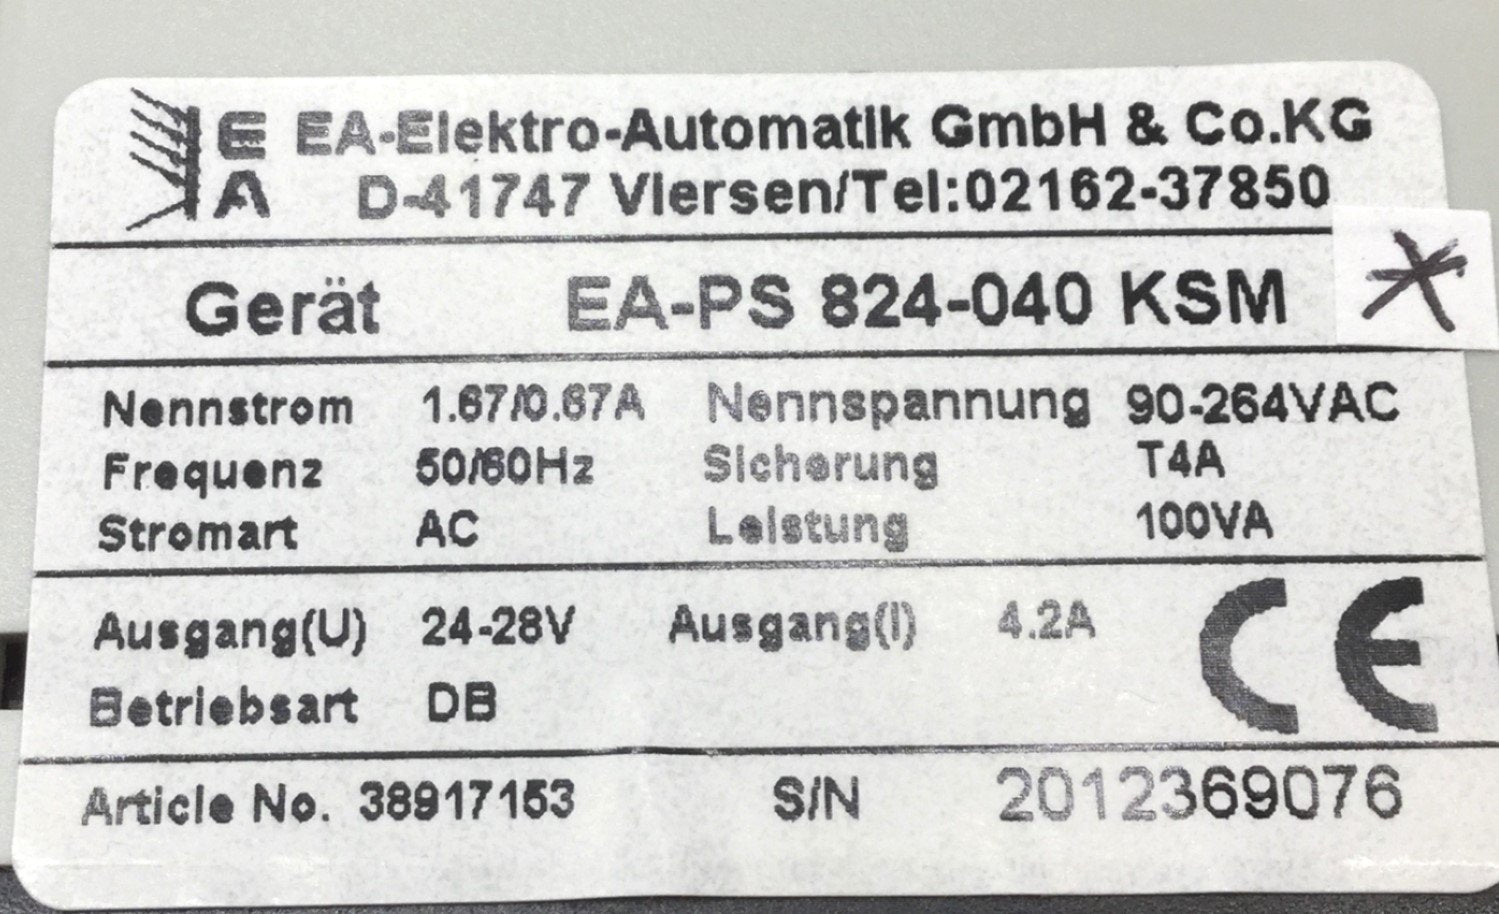 EA EA-Elektro-Automatik GmbH & Co.KG
D-41747 Viersen/Tel:02162-37850
Gerät EA-PS 824-040 KSM
Nennstrom 1.67/0.67A Nennspannung 90-264VAC
Frequenz 50/60Hz Sicherung T4A
Stromart AC Leistung 100VA
Ausgang(U) 24-28V Ausgang(I) 4.2A CE
Betriebsart DB
Article No. 38917153 S/N 2012369076